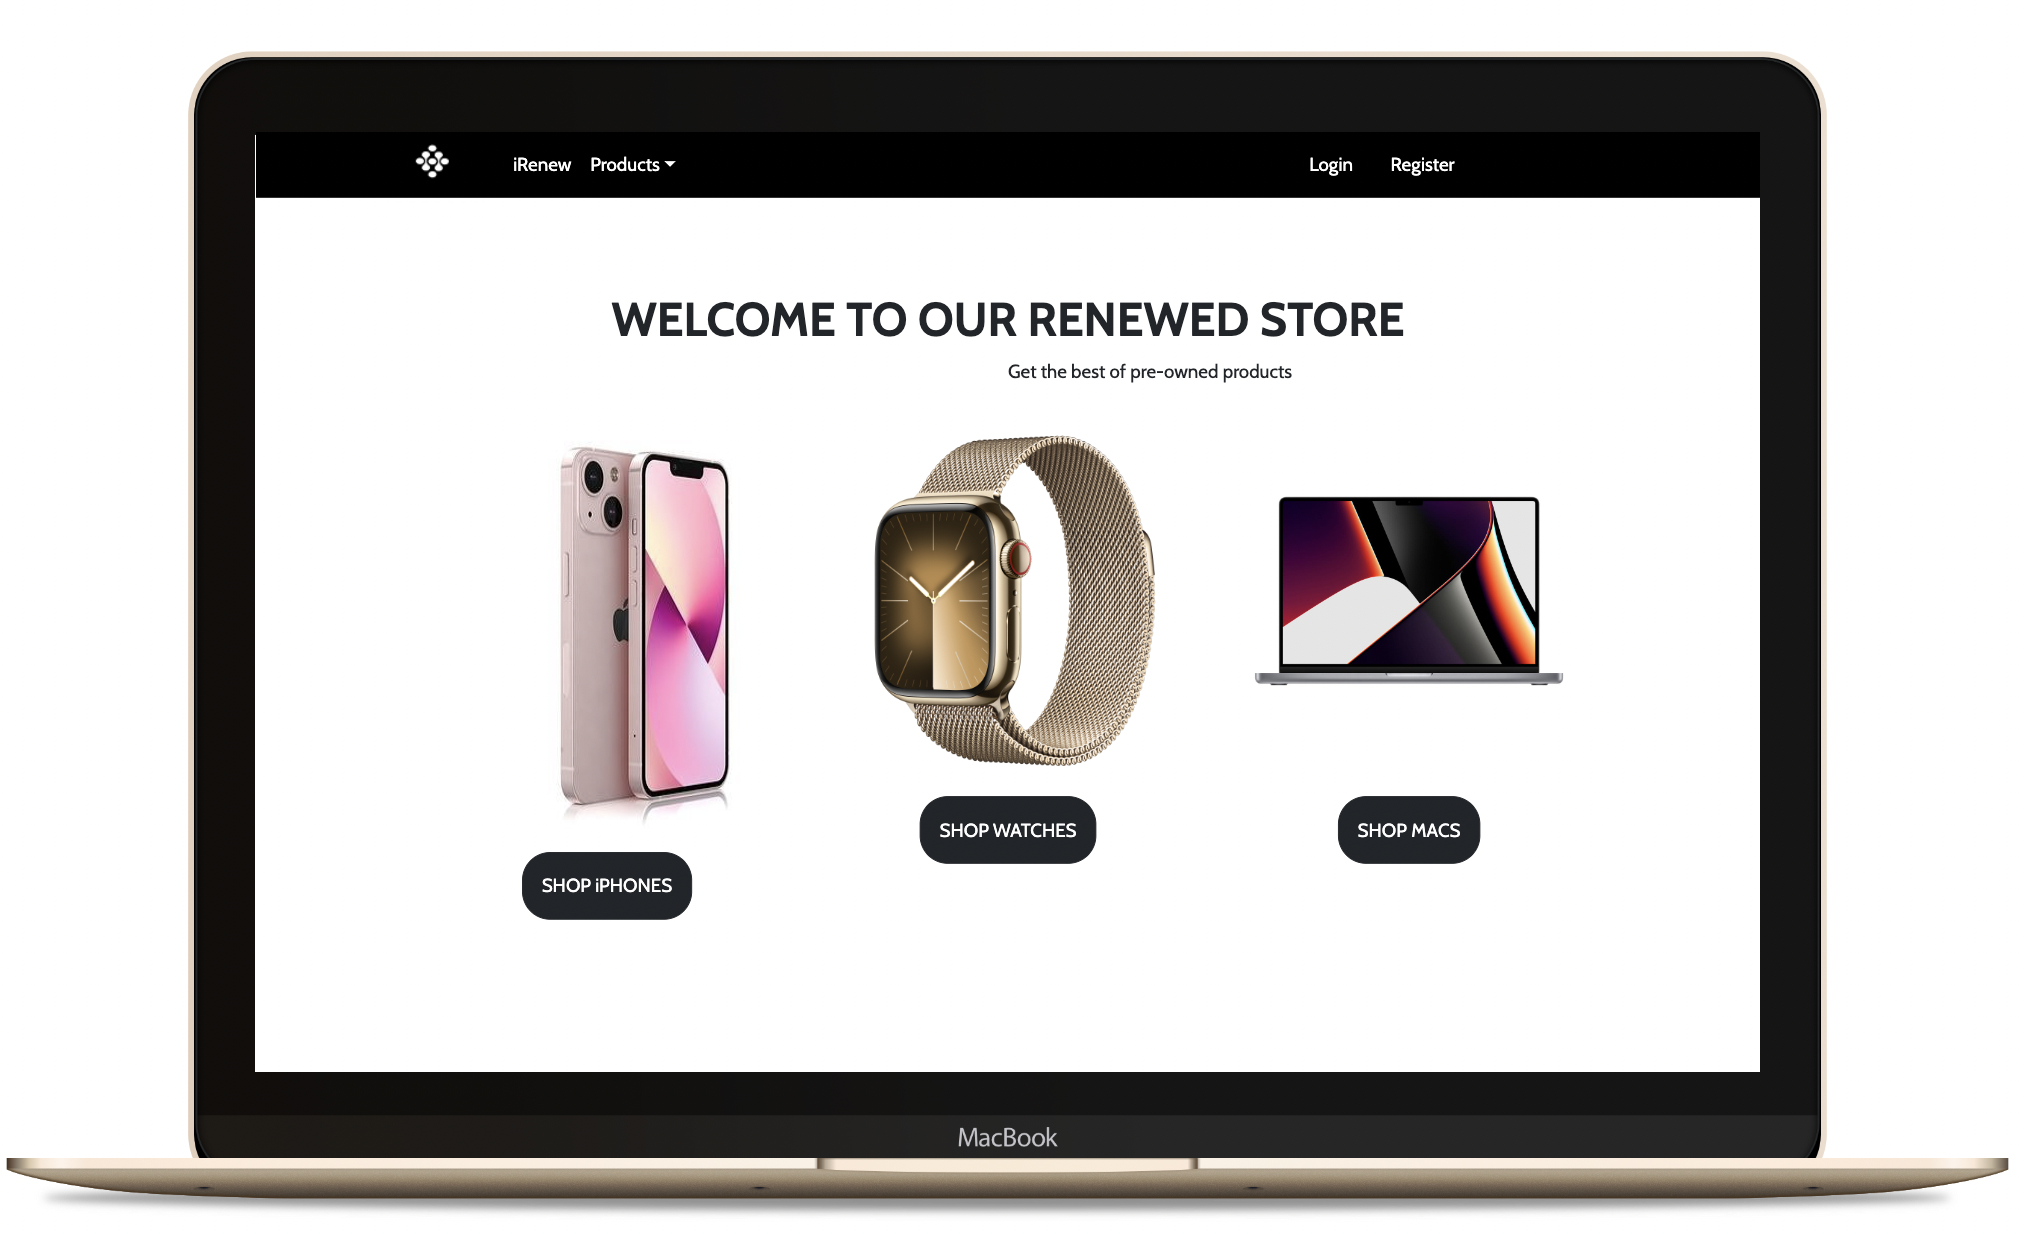 iRenew Products Login Register
WELCOME TO OUR RENEWED STORE
Get the best of pre-owned products
SHOP WATCHES
SHOP MACS
SHOP iPHONES
MacBook